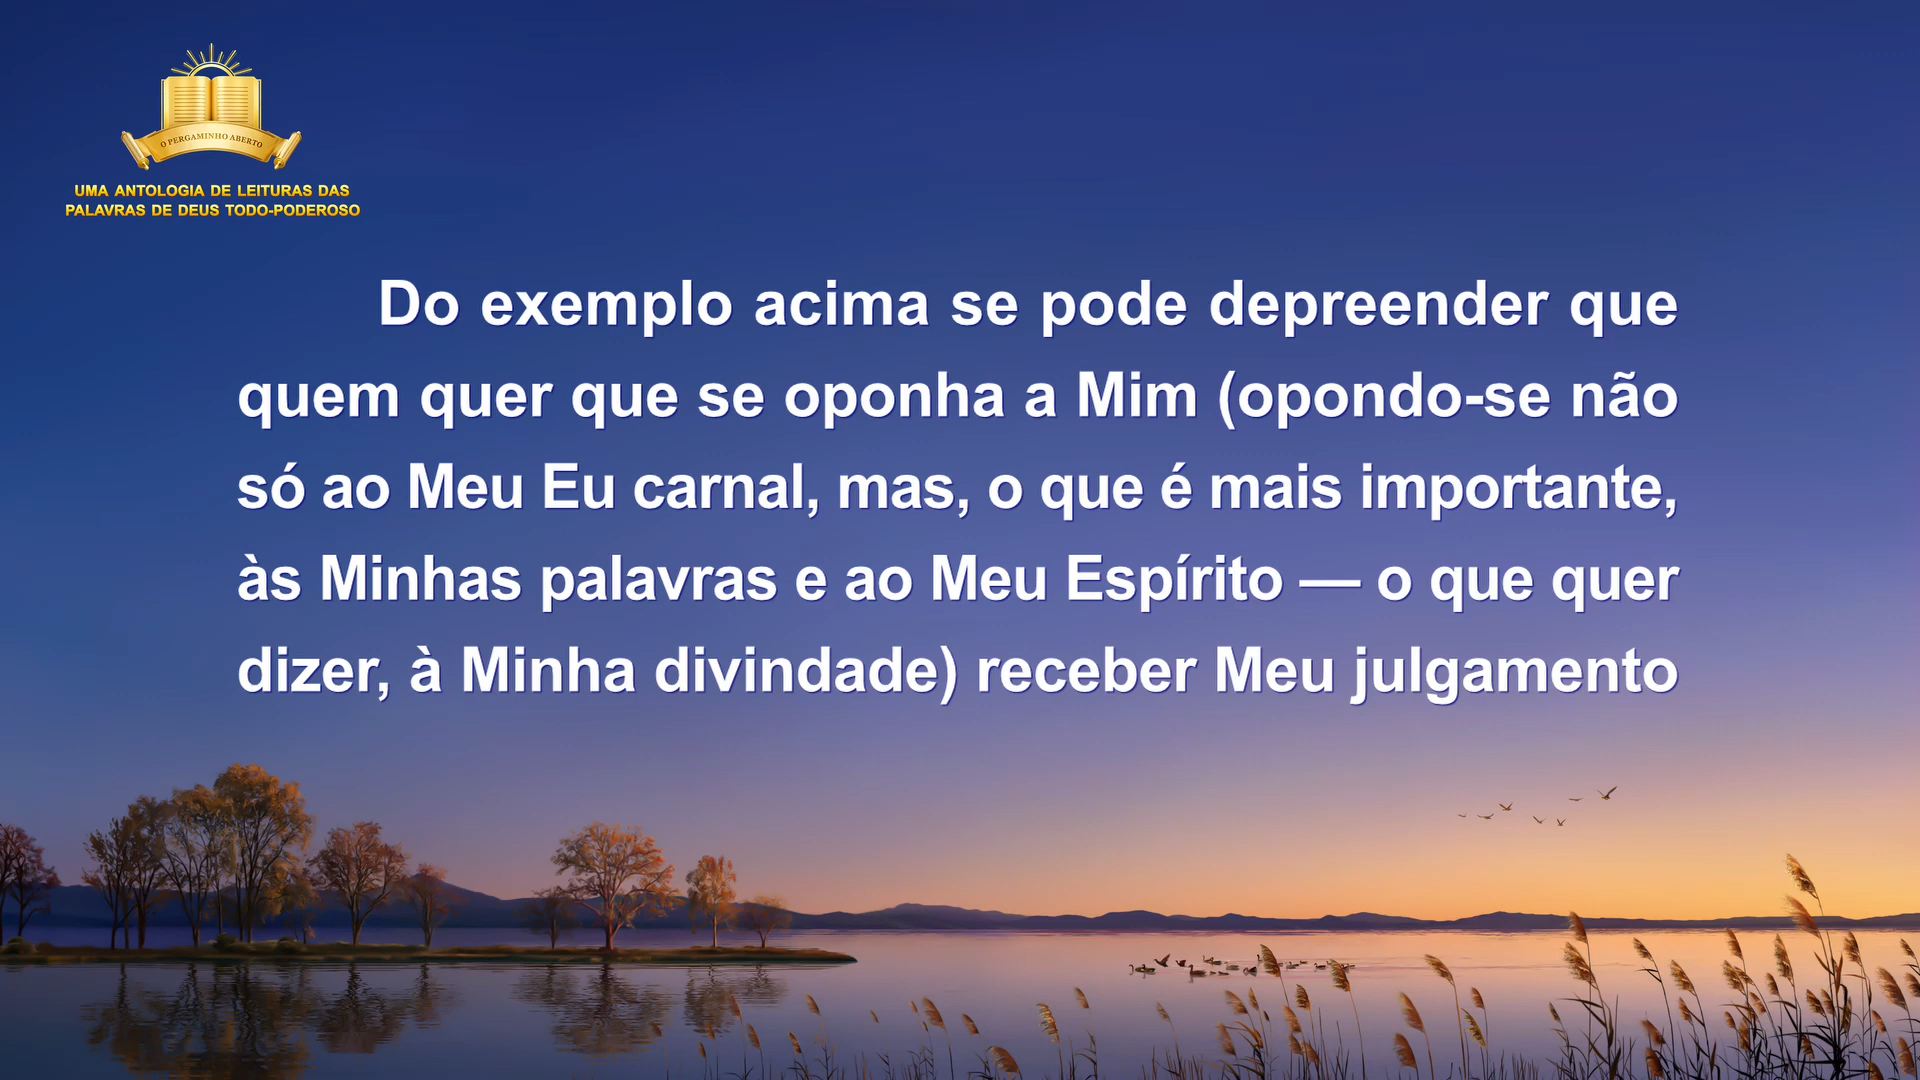 O PERGAMINHO ABERTO
UMA ANTOLOGIA DE LEITURAS DAS
PALAVRAS DE DEUS TODO-PODEROSO
Do exemplo acima se pode depreender que
quem quer que se oponha a Mim (opondo-se não
só ao Meu Eu carnal, mas, o que é mais importante,
às Minhas palavras e ao Meu Espírito — o que quer
dizer, à Minha divindade) receber Meu julgamento